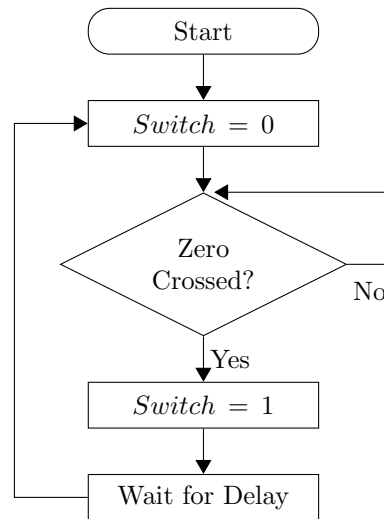 Start
Switch = 0
Zero
Crossed?
No
Yes
Switch = 1
Wait for Delay